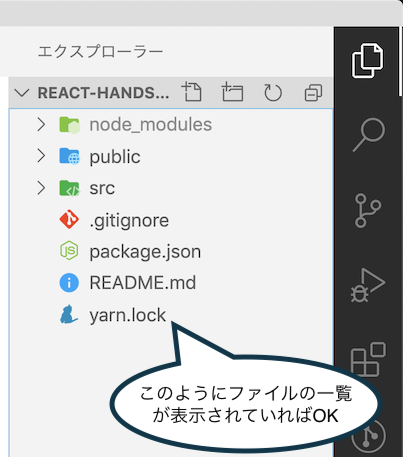 エクスプローラー
REACT-HANDS...
node_modules
public
src
.gitignore
package.json
README.md
yarn.lock
このようにファイルの一覧
が表示されていればOK